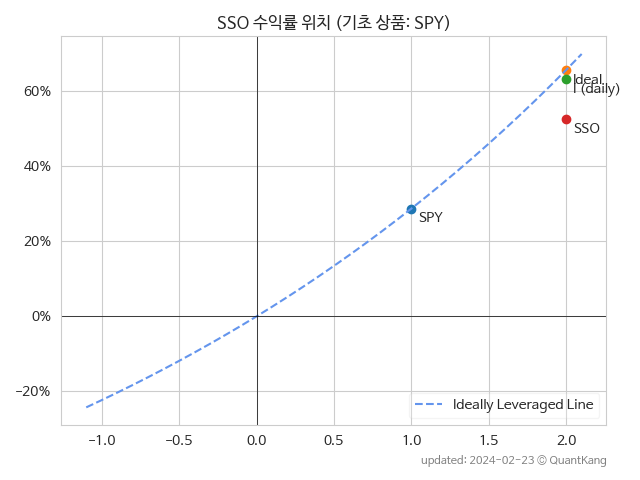 SSO 수익률 위치 (기초 상품: SPY)
60%
40%
20%
0%
−20%
Ideal
l (daily)
SSO
SPY
Ideally Leveraged Line
−1.0
−0.5
0.0
0.5
1.0
1.5
2.0
updated: 2024-02-23 © QuantKang